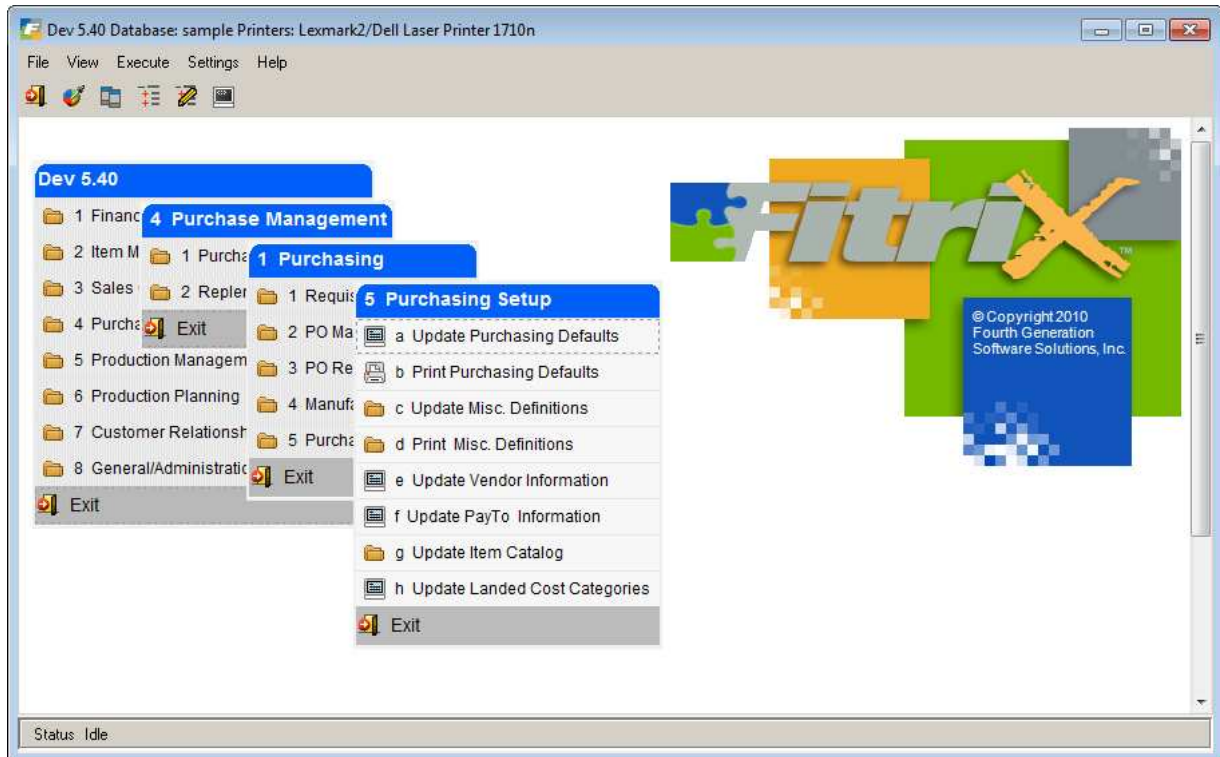 Dev 5.40 Database: sample Printers: Lexmark2/Dell Laser Printer 1710n
File View Execute Settings Help
Dev 5.40
1 Financ
2 Item M
3 Sales
4 Purcha
5 Production Managem
6 Production Planning
7 Customer Relationsh
8 General/Administratic
Exit
4 Purchase Management
1 Purcha
2 Repler
Exit
1 Purchasing
1 Requis
2 PO Ma
3 PO Re
4 Manufa
5 Purcha
Exit
5 Purchasing Setup
a Update Purchasing Defaults
b Print Purchasing Defaults
c Update Misc. Definitions
d Print Misc. Definitions
e Update Vendor Information
f Update PayTo Information
g Update Item Catalog
h Update Landed Cost Categories
Exit
FitriX
TM
© Copyright 2010
Fourth Generation
Software Solutions, Inc.
Status Idle